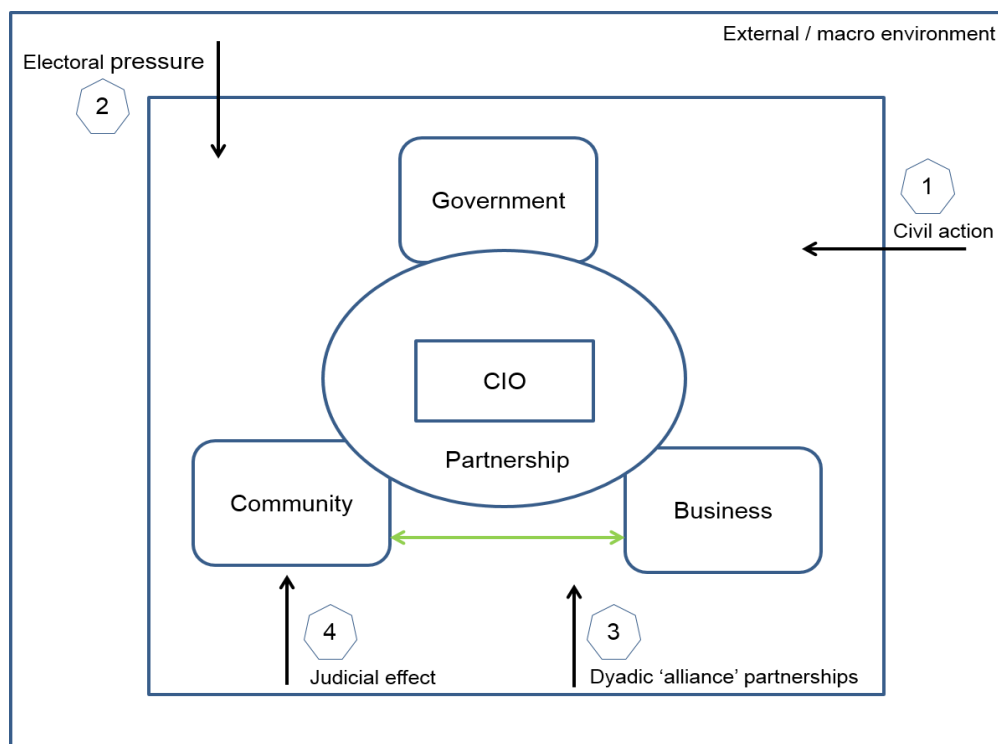 External / macro environment
Electoral pressure
2
1
Government
Civil action
CIO
Partnership
Community
Business
4
3
Judicial effect
Dyadic ‘alliance’ partnerships